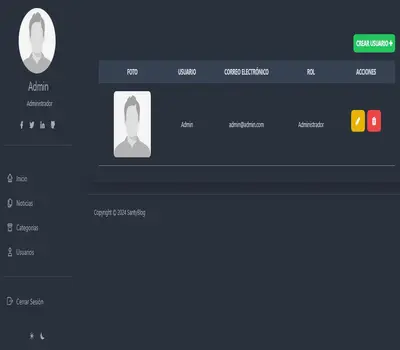 Admin
Administrador
Inicio
Noticias
Categorias
Usuarios
Cerrar Sesión
CREAR USUARIO+
FOTO USUARIO CORREO ELECTRÓNICO ROL ACCIONES
Admin admin@admin.com Administrador
Copyright © 2024 SantyBlog